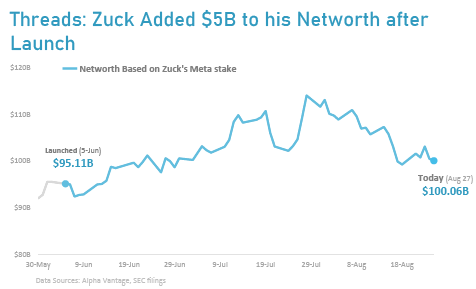 Threads: Zuck Added $5B to his Networth after
Launch
$120B
Networth Based on Zuck's Meta stake
$110B
Launched (5-Jun)
$95.11B
$100B
Today (Aug 27)
$100.06B
$90B
$80B
30-May 9-Jun 19-Jun 29-Jun 9-Jul 19-Jul 29-Jul 8-Aug 18-Aug
Data Sources: Alpha Vantage, SEC filings